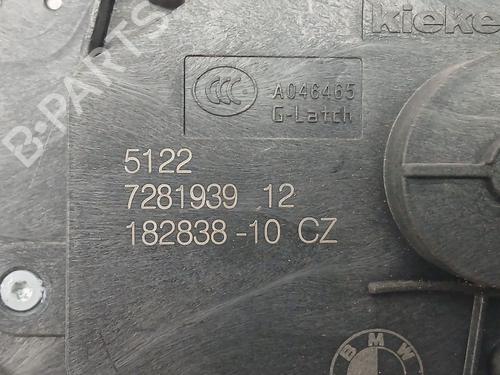 kieke
CCC
A046465
G-Latch
5122
7281939 12
182838-10 CZ
BMW
B-PARTS